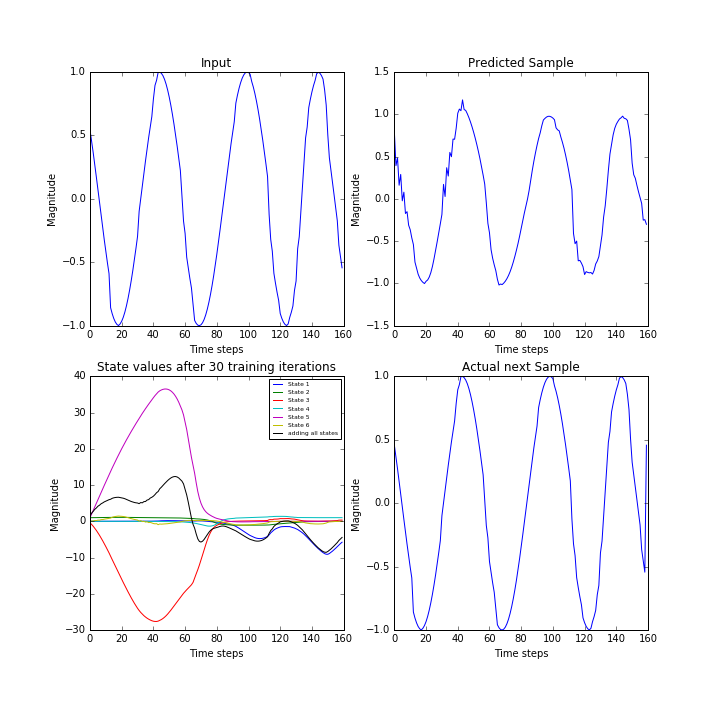 Input
Magnitude
1.0
0.5
0.0
−0.5
−1.0
0 20 40 60 80 100 120 140 160
Time steps
Predicted Sample
Magnitude
1.5
1.0
0.5
0.0
−0.5
−1.0
−1.5
0 20 40 60 80 100 120 140 160
Time steps
State values after 30 training iterations
Magnitude
40
30
20
10
0
−10
−20
−30
0 20 40 60 80 100 120 140 160
Time steps
State 1
State 2
State 3
State 4
State 5
State 6
adding all states
Actual next Sample
Magnitude
1.0
0.5
0.0
−0.5
−1.0
0 20 40 60 80 100 120 140 160
Time steps